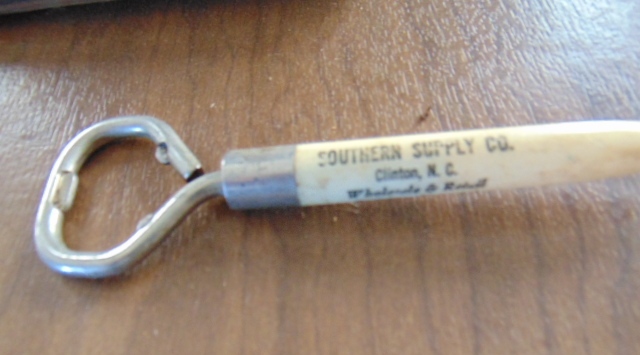 SOUTHERN SUPPLY CO.
Clinton, N. C.
Wholesale & Retail